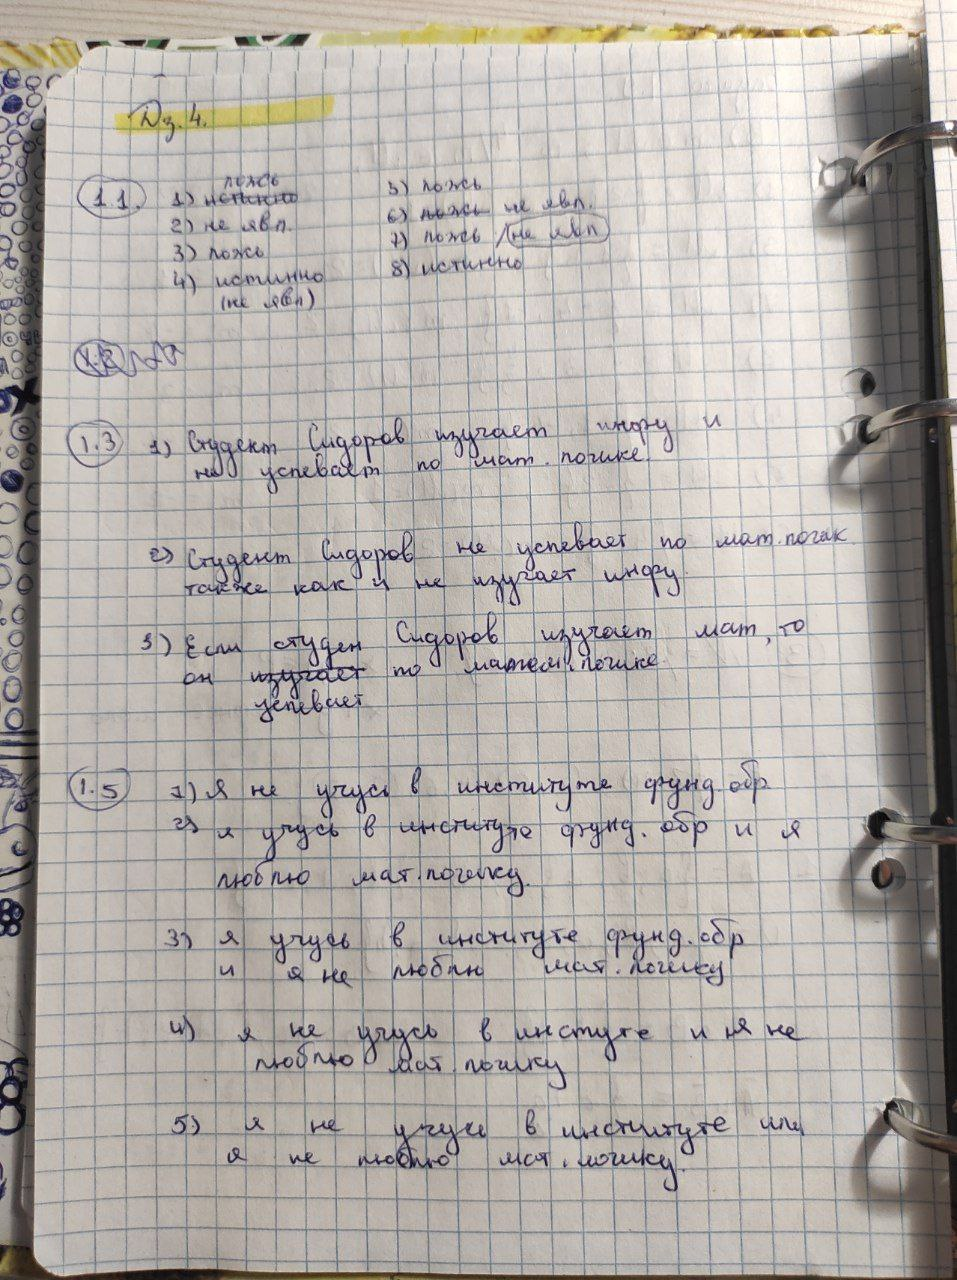 Дз. 4.
1.1. 1) ложь
2) не явл.
3) ложь
4) истинно
(не явл)
5) ложь
6) ложь не явл.
7) ложь (не явл)
8) истинно
1.3 1) Студент Сидоров изучает инфу и
не успевает по мат. логике.
2) Студент Сидоров не успевает по мат. логик
также как и не изучает инфу.
3) Если студен Сидоров изучает мат, то
он изучает по матем. логике.
успевает
1.5 1) Я не учусь в институте фунд. обр
2) я учусь в институте фунд. обр и я
люблю мат. логику.
3) я учусь в институте фунд. обр
и я не люблю мат. логику
4) я не учусь в инстуте и я не
люблю мат. логику
5) я не учусь в институте или
я не люблю мат. логику.